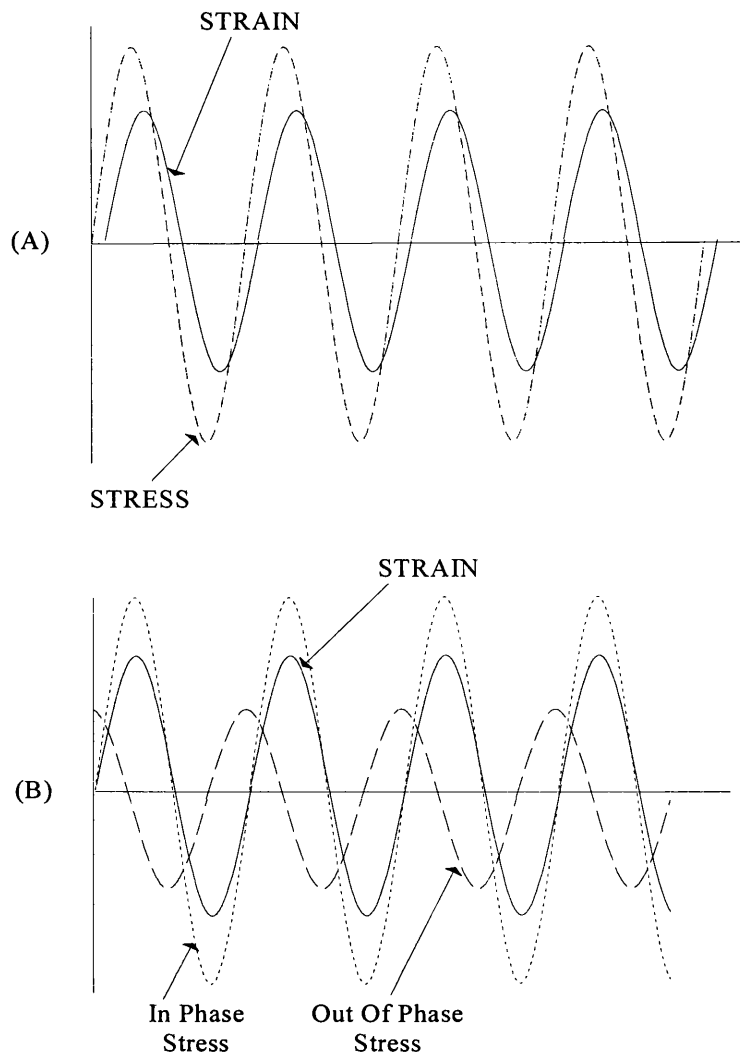 STRAIN
(A)
STRESS
STRAIN
(B)
In Phase
Stress
Out Of Phase
Stress